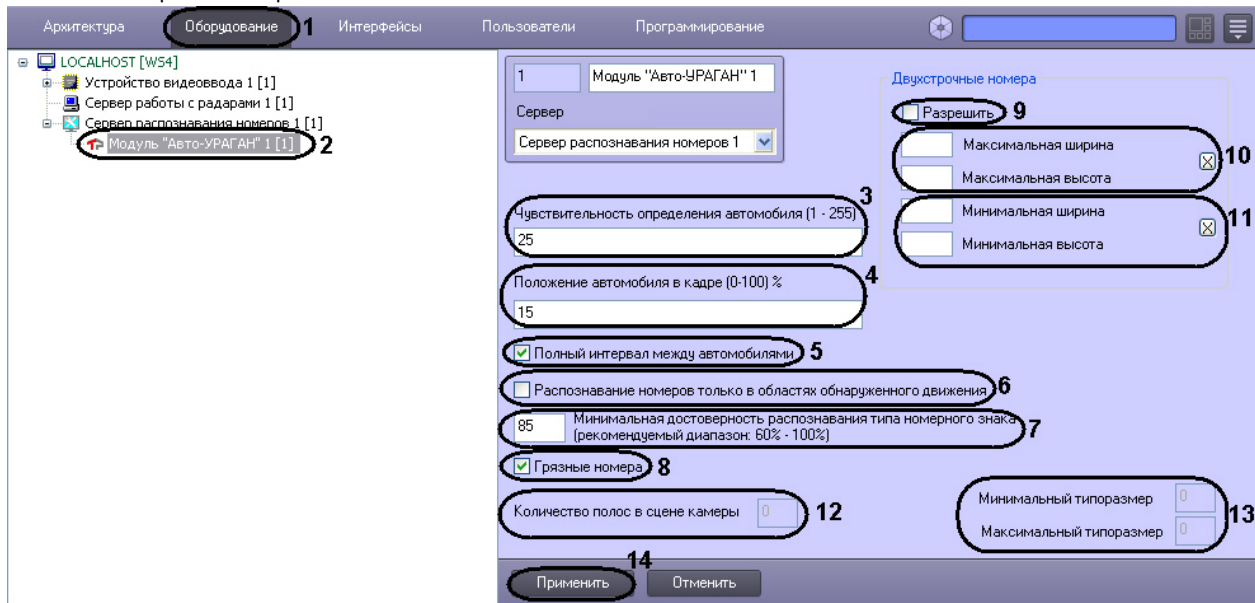 Архитектура Оборудование 1 Интерфейсы Пользователи Программирование
LOCALHOST [WS4]
Устройство видеоввода 1 [1]
Сервер работы с радарами 1 [1]
Сервер распознавания номеров 1 [1]
Модуль "Авто-УРАГАН" 1 [1] 2
1 Модуль "Авто-УРАГАН" 1
Сервер
Сервер распознавания номеров 1
3
Чувствительность определения автомобиля (1 - 255)
25
4
Положение автомобиля в кадре (0-100) %
15
Полный интервал между автомобилями 5
Распознавание номеров только в областях обнаруженного движения 6
85 Минимальная достоверность распознавания типа номерного знака
(рекомендуемый диапазон: 60% - 100%) 7
Грязные номера 8
Количество полос в сцене камеры 0 12
Двухстрочные номера
Разрешить 9
Максимальная ширина
10
Максимальная высота
Минимальная ширина
11
Минимальная высота
Минимальный типоразмер 0
13
Максимальный типоразмер 0
14
Применить Отменить